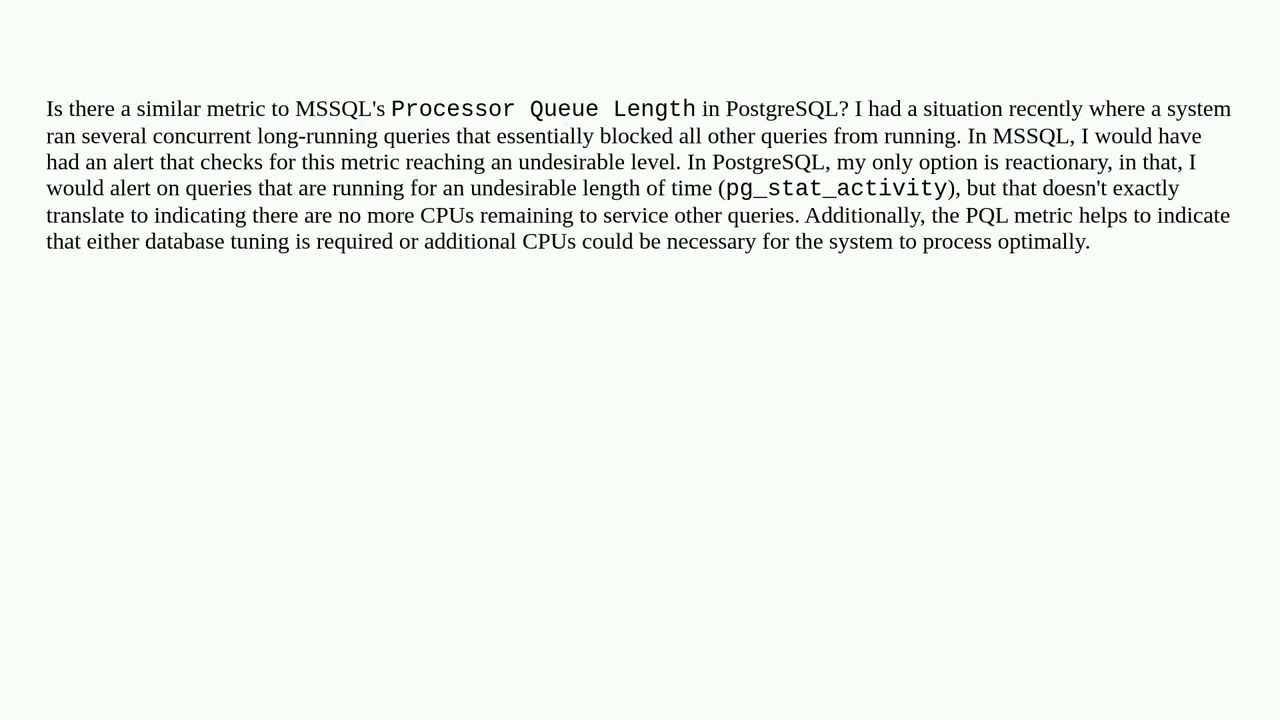 Is there a similar metric to MSSQL's Processor Queue Length in PostgreSQL? I had a situation recently where a system
ran several concurrent long-running queries that essentially blocked all other queries from running. In MSSQL, I would have
had an alert that checks for this metric reaching an undesirable level. In PostgreSQL, my only option is reactionary, in that, I
would alert on queries that are running for an undesirable length of time (pg_stat_activity), but that doesn't exactly
translate to indicating there are no more CPUs remaining to service other queries. Additionally, the PQL metric helps to indicate
that either database tuning is required or additional CPUs could be necessary for the system to process optimally.